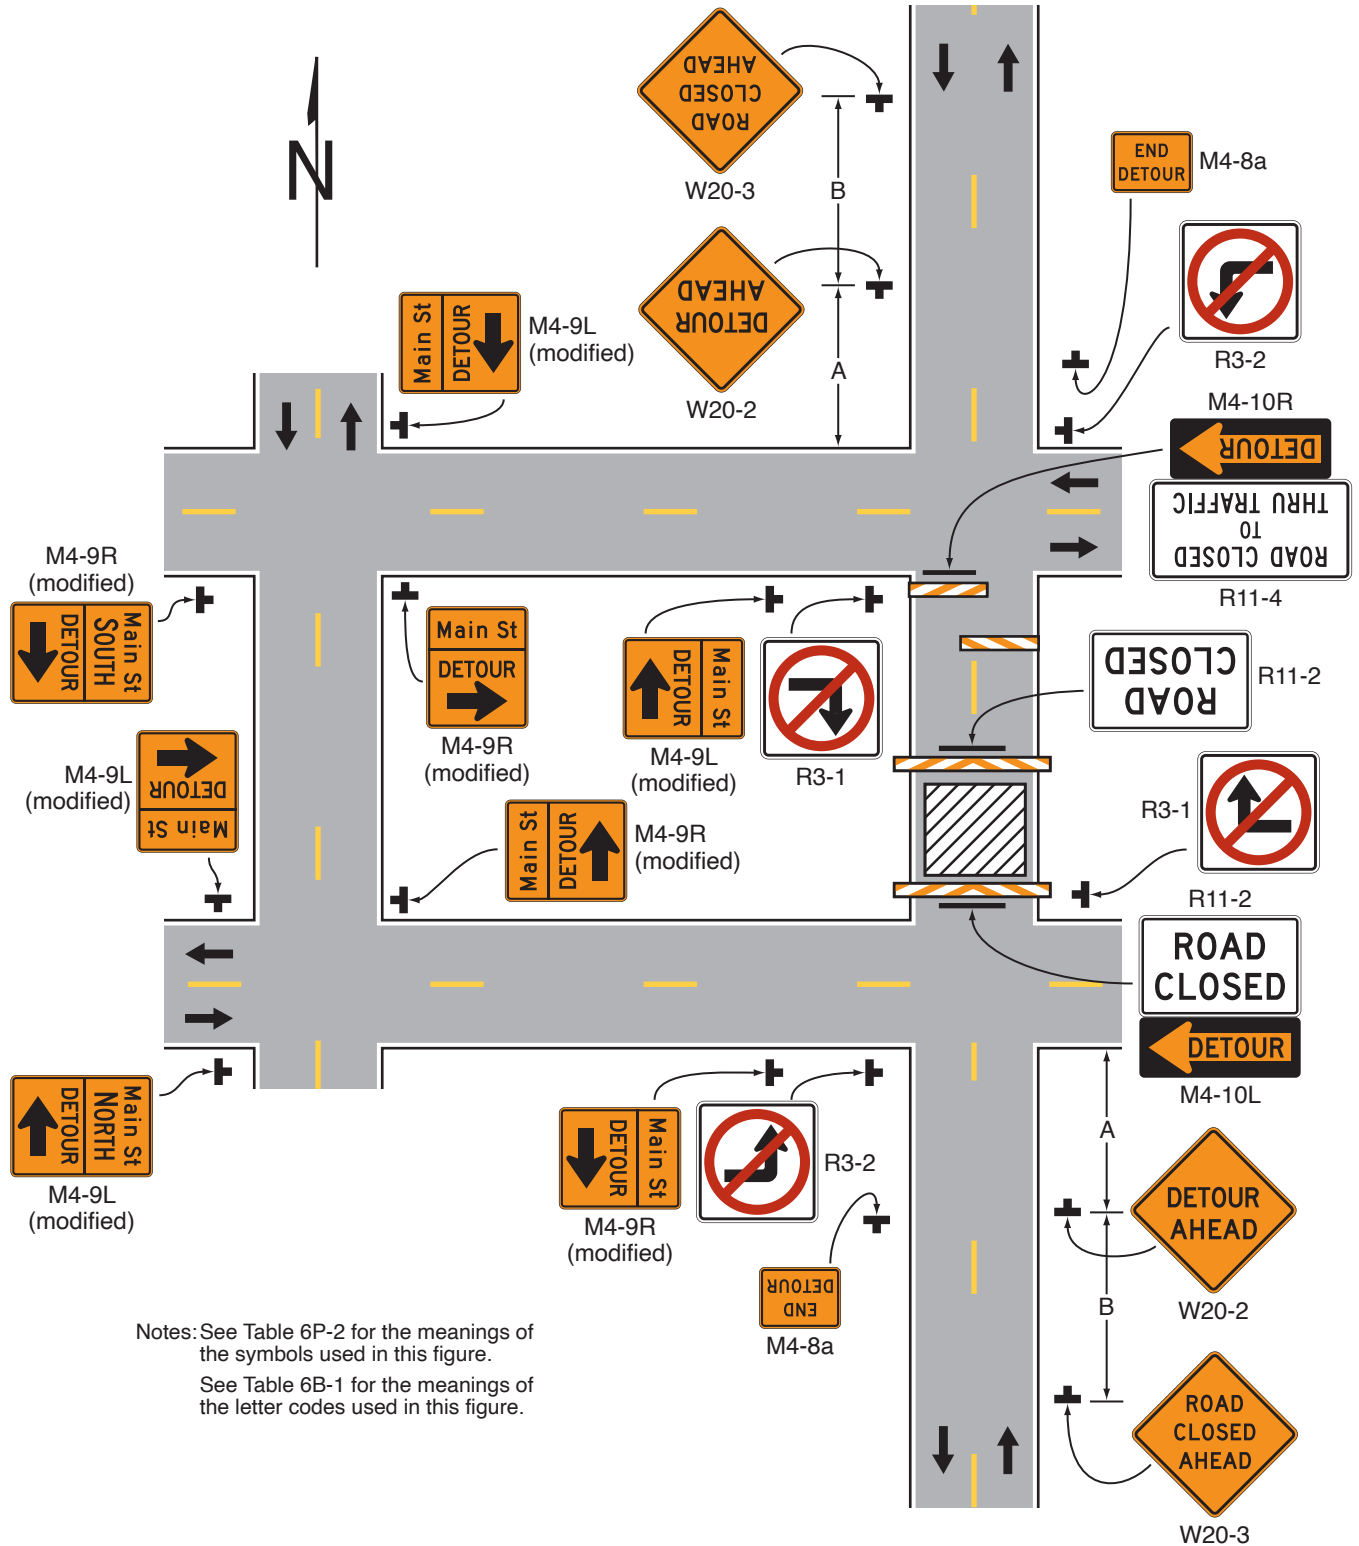 ROAD
CLOSED
AHEAD
W20-3
B
DETOUR
AHEAD
W20-2
A
N
END
DETOUR
M4-8a
R3-2
M4-10R
DETOUR
ROAD CLOSED
TO
THRU TRAFFIC
R11-4
Main St
DETOUR
M4-9L
(modified)
M4-9R
(modified)
Main St
SOUTH
DETOUR
Main St
DETOUR
M4-9R
(modified)
Main St
DETOUR
M4-9L
(modified)
R3-1
ROAD
CLOSED
R11-2
M4-9L
(modified)
Main St
DETOUR
Main St
DETOUR
M4-9R
(modified)
R3-1
R11-2
ROAD
CLOSED
DETOUR
M4-10L
Main St
NORTH
DETOUR
M4-9L
(modified)
Main St
DETOUR
M4-9R
(modified)
R3-2
END
DETOUR
M4-8a
A
DETOUR
AHEAD
W20-2
B
ROAD
CLOSED
AHEAD
W20-3
Notes: See Table 6P-2 for the meanings of
the symbols used in this figure.
See Table 6B-1 for the meanings of
the letter codes used in this figure.